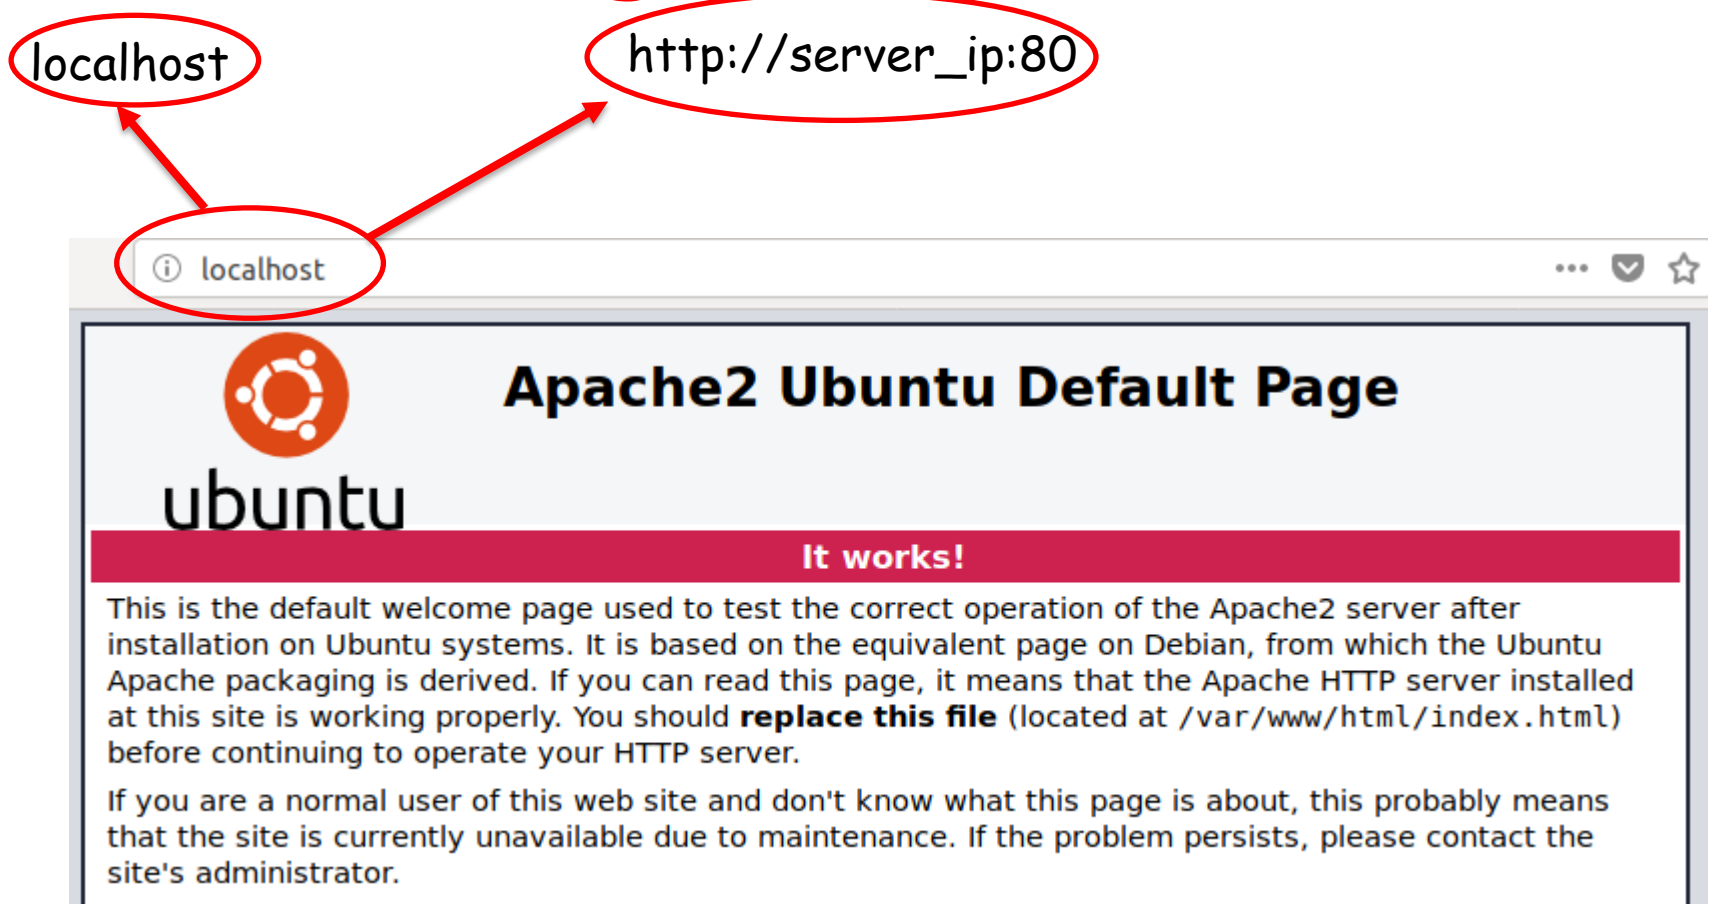 localhost
http://server_ip:80
localhost
ubuntu
Apache2 Ubuntu Default Page
It works!
This is the default welcome page used to test the correct operation of the Apache2 server after
installation on Ubuntu systems. It is based on the equivalent page on Debian, from which the Ubuntu
Apache packaging is derived. If you can read this page, it means that the Apache HTTP server installed
at this site is working properly. You should replace this file (located at /var/www/html/index.html)
before continuing to operate your HTTP server.
If you are a normal user of this web site and don't know what this page is about, this probably means
that the site is currently unavailable due to maintenance. If the problem persists, please contact the
site's administrator.